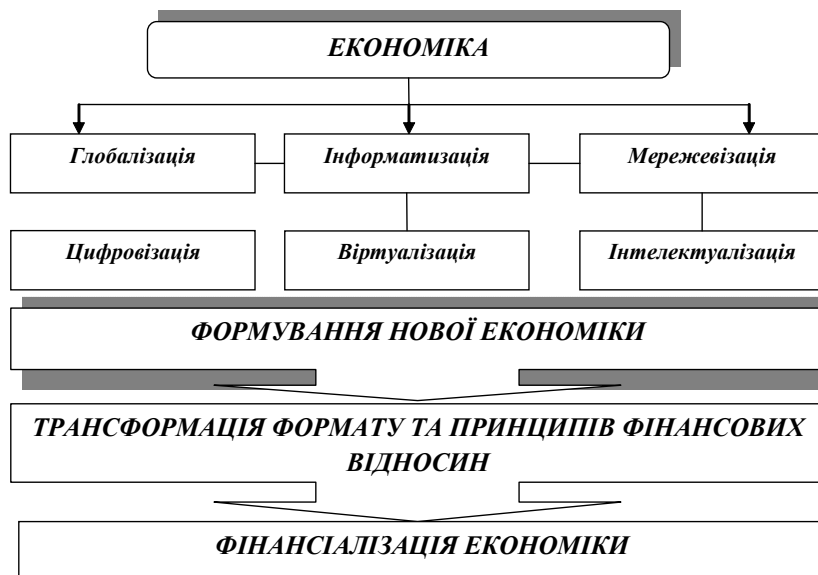 ЕКОНОМІКА
Глобалізація
Інформатизація
Мережевізація
Цифровізація
Віртуалізація
Інтелектуалізація
ФОРМУВАННЯ НОВОЇ ЕКОНОМІКИ
ТРАНСФОРМАЦІЯ ФОРМАТУ ТА ПРИНЦИПІВ ФІНАНСОВИХ
ВІДНОСИН
ФІНАНСІАЛІЗАЦІЯ ЕКОНОМІКИ